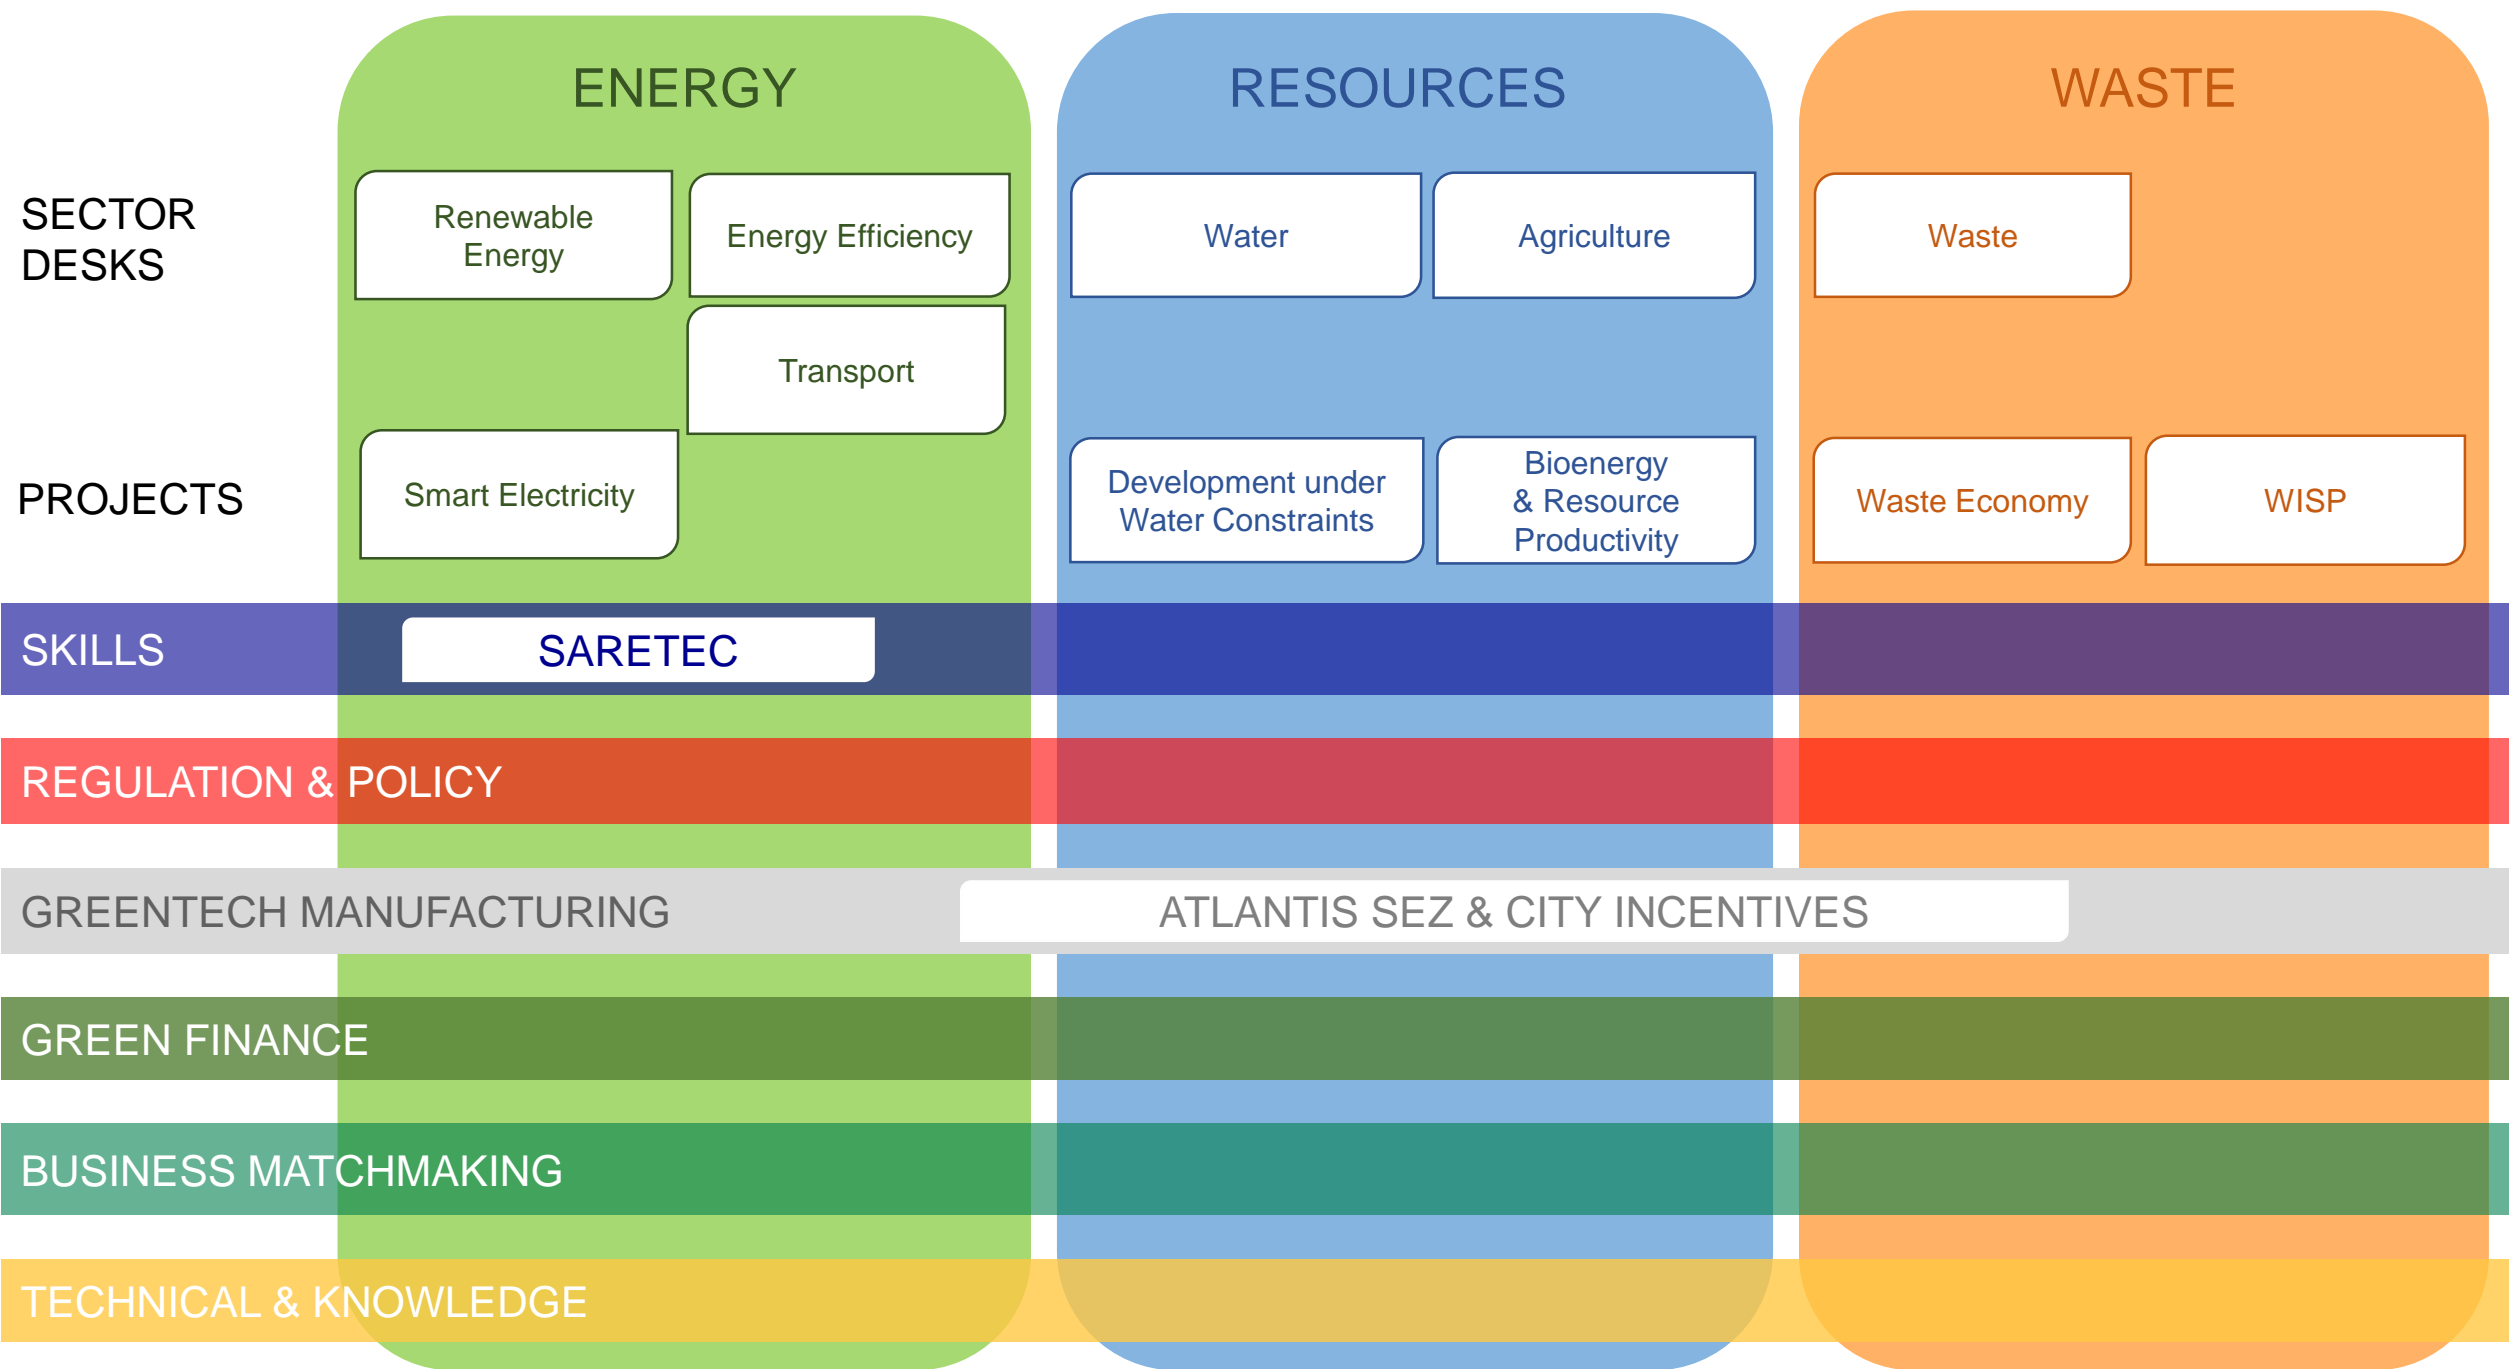 ENERGY
RESOURCES
WASTE
SECTOR
DESKS
Renewable
Energy
Energy Efficiency
Water
Agriculture
Waste
Transport
PROJECTS
Smart Electricity
Development under
Water Constraints
Bioenergy
& Resource
Productivity
Waste Economy
WISP
SKILLS
SARETEC
REGULATION & POLICY
GREENTECH MANUFACTURING
ATLANTIS SEZ & CITY INCENTIVES
GREEN FINANCE
BUSINESS MATCHMAKING
TECHNICAL & KNOWLEDGE